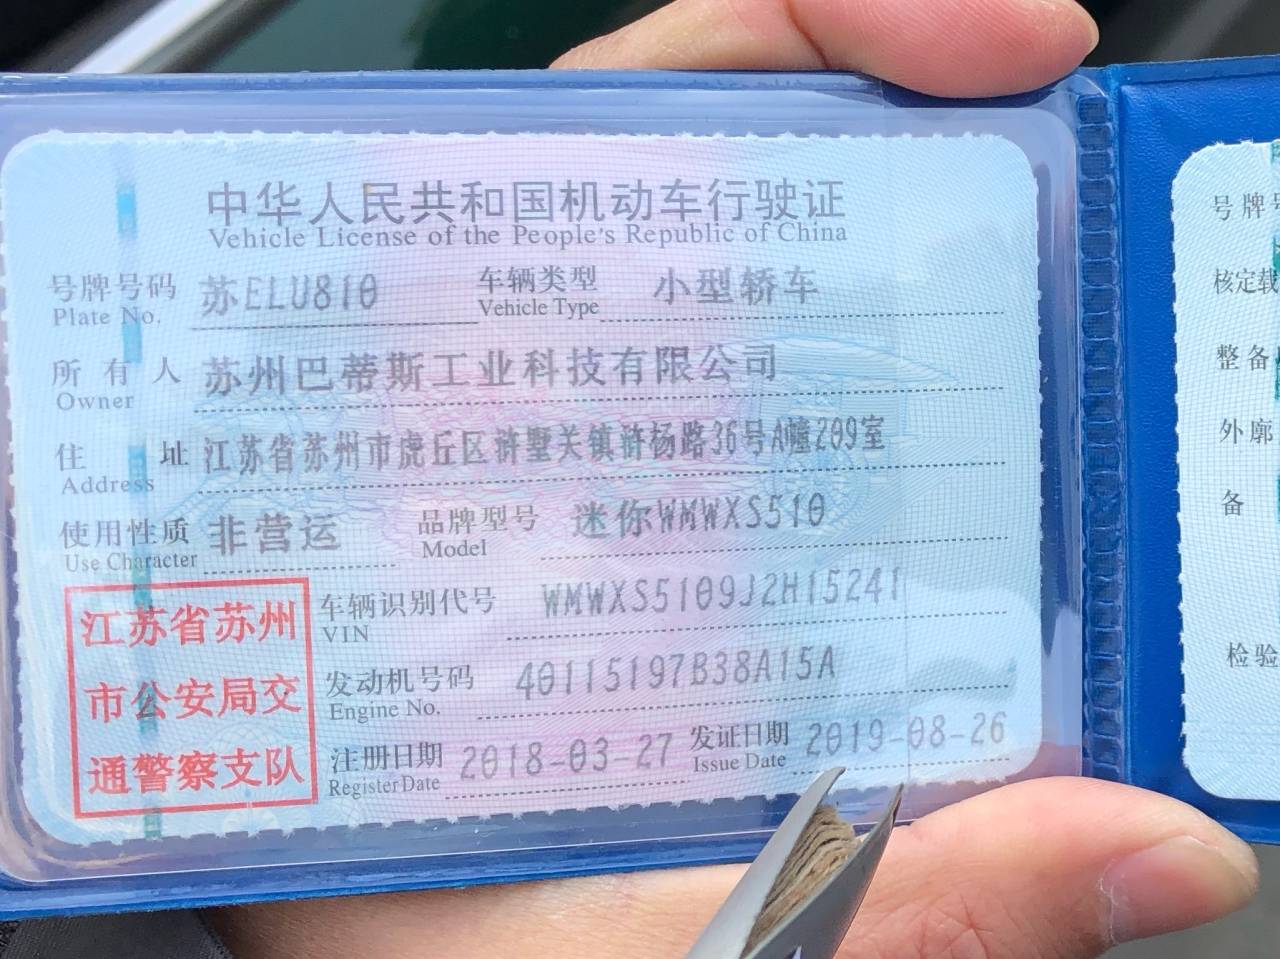 中华人民共和国机动车行驶证
Vehicle License of the People's Republic of China
号牌号码 苏ELU810 车辆类型 小型轿车
Plate No. Vehicle Type
所有人 苏州巴蒂斯工业科技有限公司
Owner
住址 江苏省苏州市虎丘区浒墅关镇浒杨路36号A幢209室
Address
使用性质 非营运 品牌型号 迷你WMWXS510
Use Character Model
车辆识别代号 WMWXS5109J2H15241
VIN
发动机号码 40115197B38A15A
Engine No.
注册日期 2018-03-27 发证日期 2019-08-26
Register Date Issue Date
江苏省苏州
市公安局交
通警察支队
号牌
核定载
整备
外廓
备
检验